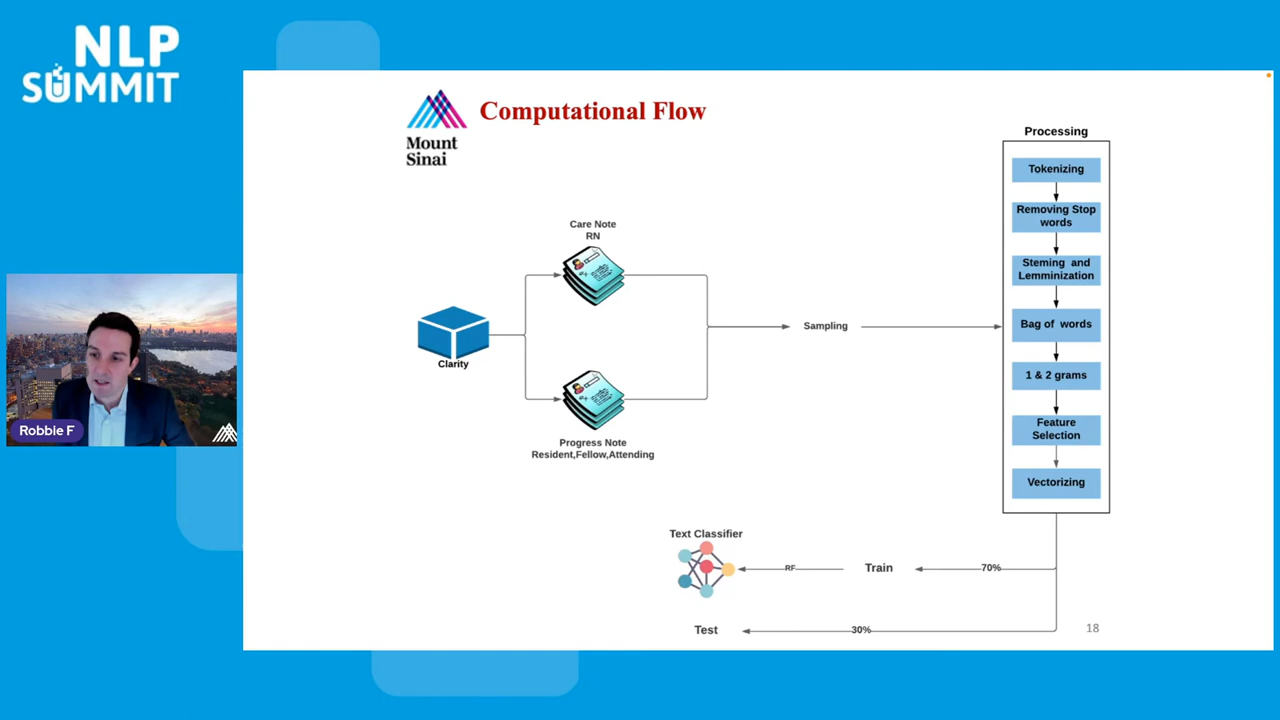 NLP
SUMMIT
Mount
Sinai
Computational Flow
Processing
Tokenizing
Removing Stop
words
Steming and
Lemminization
Bag of words
1 & 2 grams
Feature
Selection
Vectorizing
Care Note
RN
Clarity
Progress Note
Resident,Fellow,Attending
Sampling
Robbie F
Text Classifier
RF
Train
70%
Test
30%
18